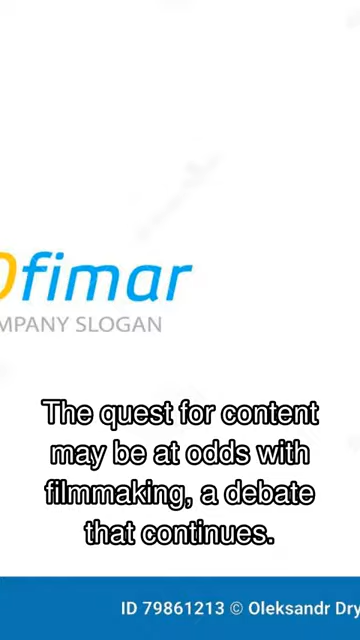 Ofimar
MPANY SLOGAN
The quest for content
may be at odds with
filmmaking, a debate
that continues.
ID 79861213 © Oleksandr Dry